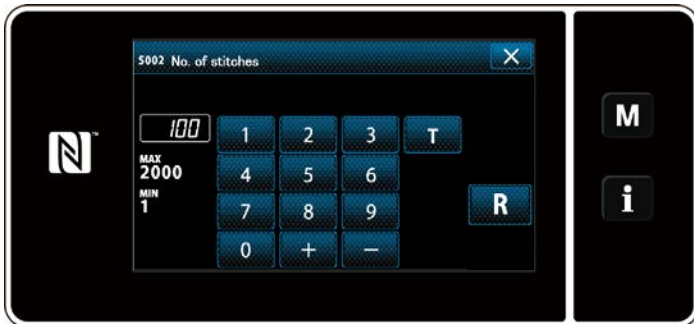 S002 No. of stitches
100
1 2 3 T
MAX
2000
4 5 6
MIN
1
7 8 9 R
0 + −
M
i
N